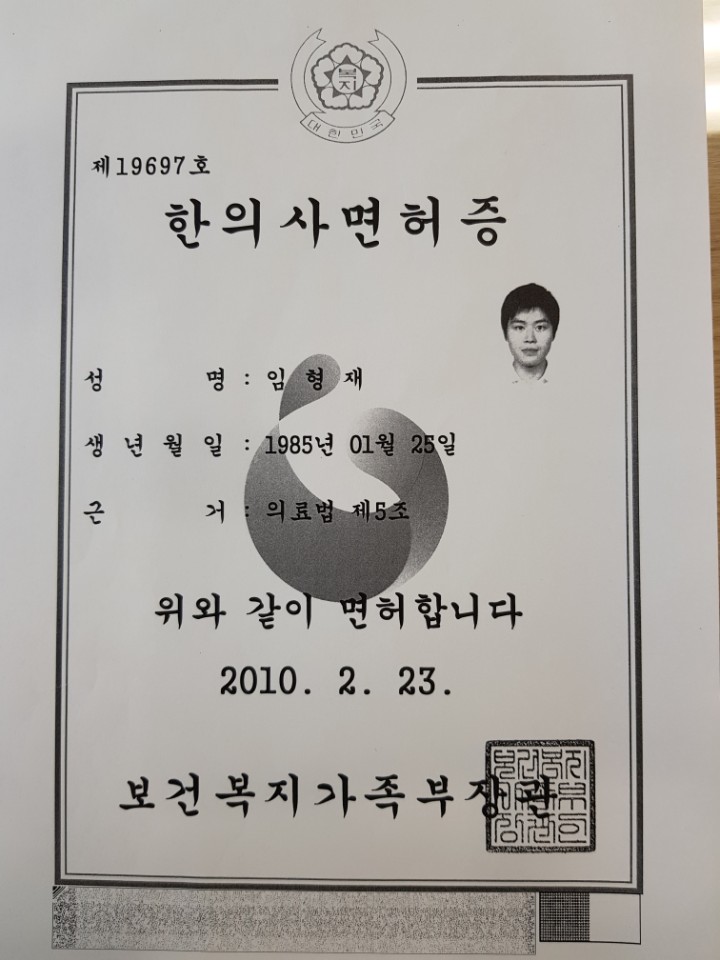 복지
대한민국
제19697호
한의사면허증
성 명 : 임 형 재
생 년 월 일 : 1985년 01월 25일
근 거 : 의료법 제5조
위와 같이 면허합니다
2010. 2. 23.
보건복지가족부장관